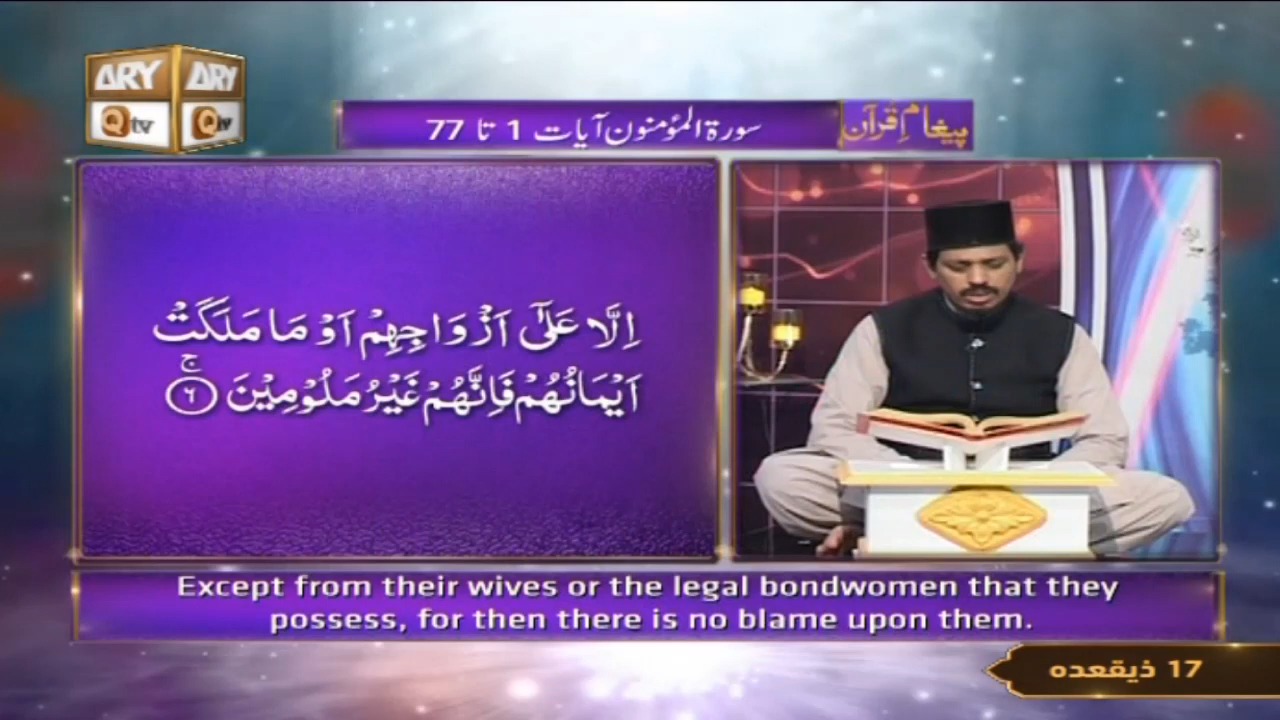 ARY ARY
Qtv Qtv
سورۃ المؤمنون آیات 1 تا 77
پیغامِ قرآن
اِلَّا عَلٰۤی اَزْوَاجِهِمْ اَوْ مَا مَلَكَتْ
اَیْمَانُهُمْ فَاِنَّهُمْ غَیْرُ مَلُوْمِیْنَ ۚ ۶
Except from their wives or the legal bondwomen that they
possess, for then there is no blame upon them.
17 ذیقعدہ